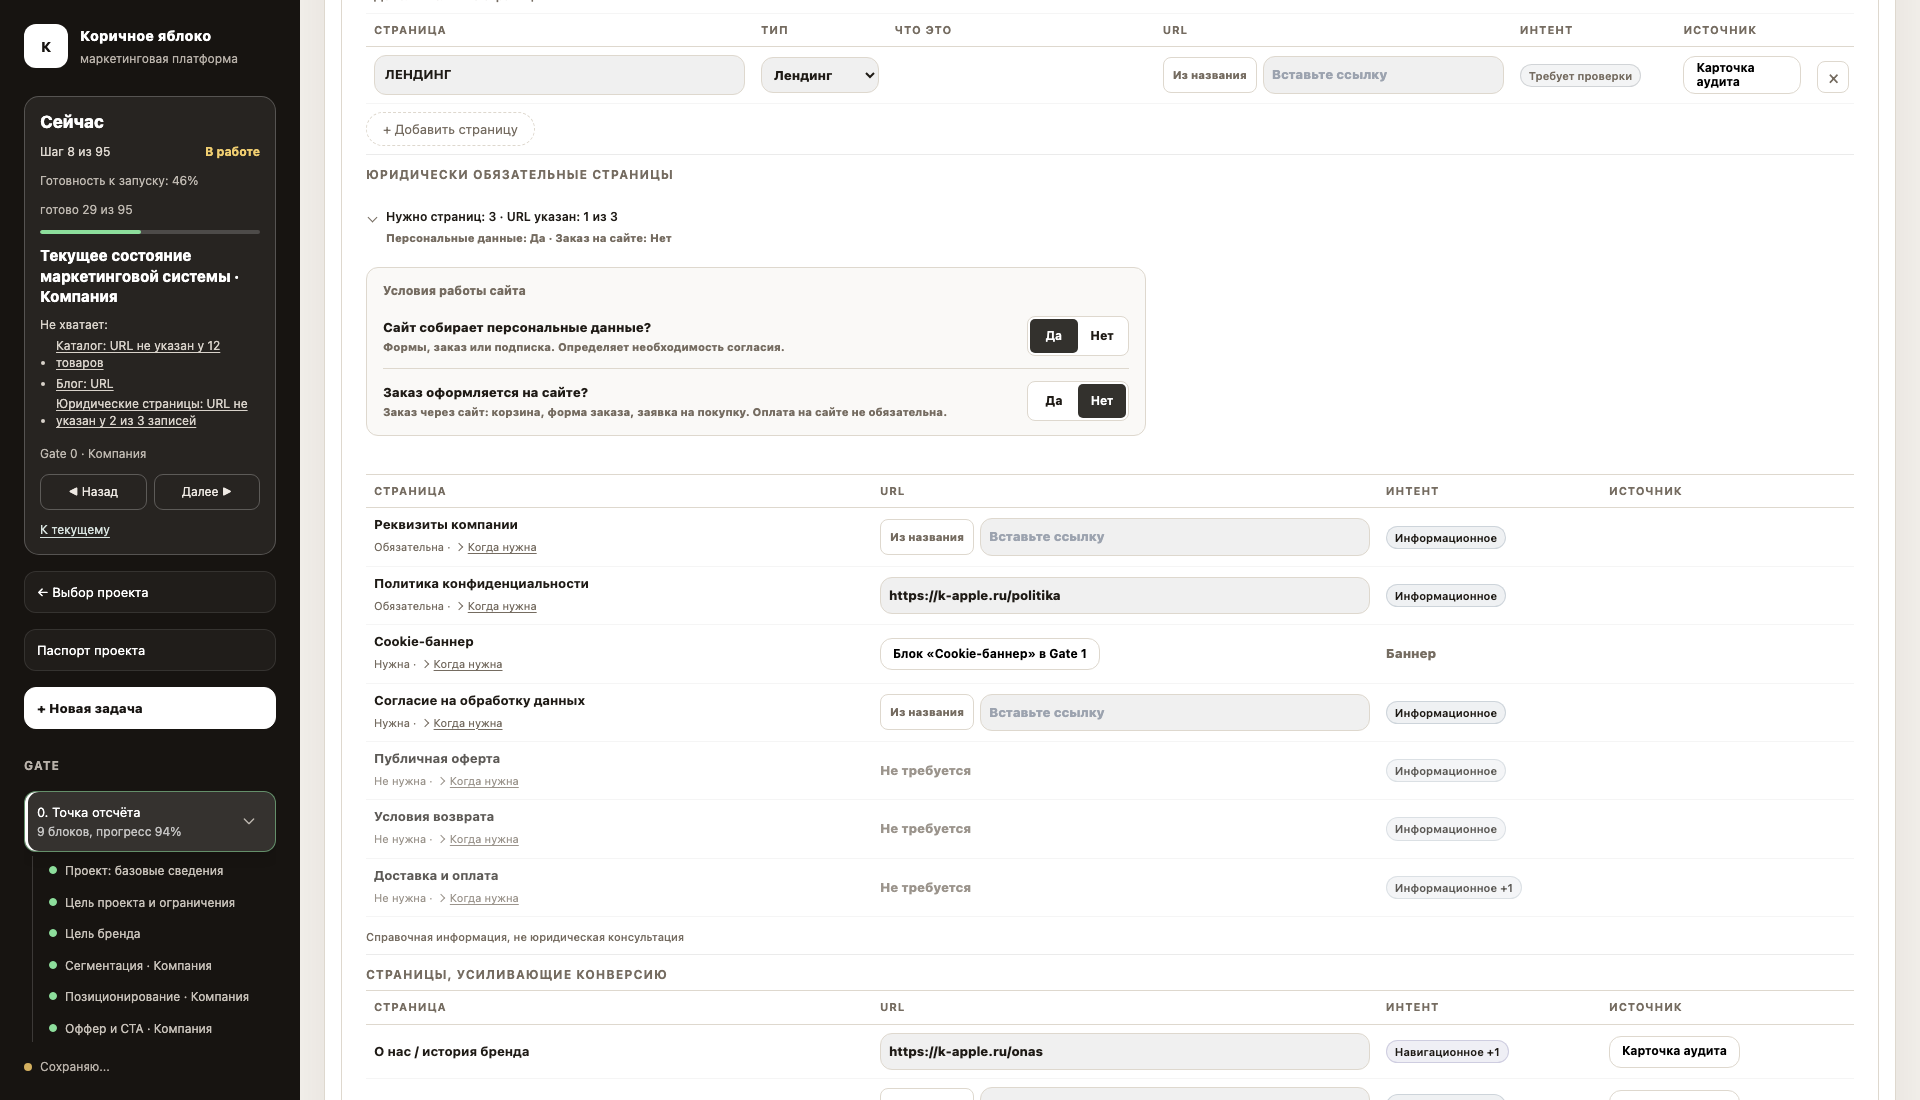 К
Коричное яблоко
маркетинговая платформа
Сейчас
Шаг 8 из 95
В работе
Готовность к запуску: 46%
готово 29 из 95
Текущее состояние
маркетинговой системы ·
Компания
Не хватает:
Каталог: URL не указан у 12
товаров
Блог: URL
Юридические страницы: URL не
указан у 2 из 3 записей
Gate 0 · Компания
◀ Назад
Далее ▶
К текущему
← Выбор проекта
Паспорт проекта
+ Новая задача
GATE
0. Точка отсчёта
9 блоков, прогресс 94%
Проект: базовые сведения
Цель проекта и ограничения
Цель бренда
Сегментация · Компания
Позиционирование · Компания
Оффер и CTA · Компания
Сохраняю...
СТРАНИЦА ТИП ЧТО ЭТО URL ИНТЕНТ ИСТОЧНИК
ЛЕНДИНГ Лендинг Из названия Вставьте ссылку Требует проверки Карточка аудита ×
+ Добавить страницу
ЮРИДИЧЕСКИ ОБЯЗАТЕЛЬНЫЕ СТРАНИЦЫ
Нужно страниц: 3 · URL указан: 1 из 3
Персональные данные: Да · Заказ на сайте: Нет
Условия работы сайта
Сайт собирает персональные данные?
Формы, заказ или подписка. Определяет необходимость согласия.
Да Нет
Заказ оформляется на сайте?
Заказ через сайт: корзина, форма заказа, заявка на покупку. Оплата на сайте не обязательна.
Да Нет
СТРАНИЦА URL ИНТЕНТ ИСТОЧНИК
Реквизиты компании
Обязательна · Когда нужна
Из названия Вставьте ссылку Информационное
Политика конфиденциальности
Обязательна · Когда нужна
https://k-apple.ru/politika Информационное
Cookie-баннер
Нужна · Когда нужна
Блок «Cookie-баннер» в Gate 1 Баннер
Согласие на обработку данных
Нужна · Когда нужна
Из названия Вставьте ссылку Информационное
Публичная оферта
Не нужна · Когда нужна
Не требуется Информационное
Условия возврата
Не нужна · Когда нужна
Не требуется Информационное
Доставка и оплата
Не нужна · Когда нужна
Не требуется Информационное +1
Справочная информация, не юридическая консультация
СТРАНИЦЫ, УСИЛИВАЮЩИЕ КОНВЕРСИЮ
СТРАНИЦА URL ИНТЕНТ ИСТОЧНИК
О нас / история бренда https://k-apple.ru/onas Навигационное +1 Карточка аудита